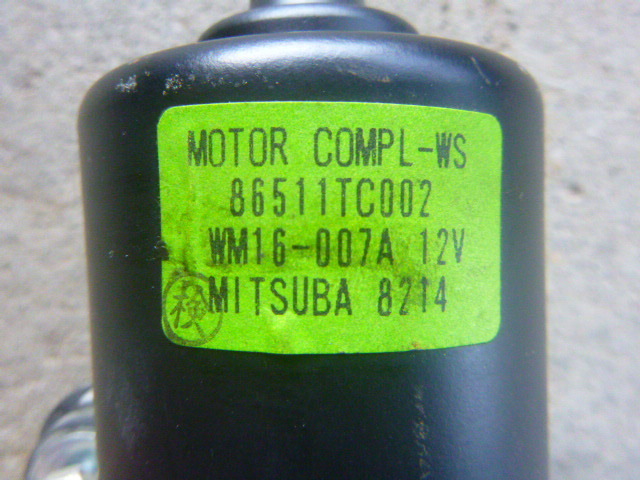 MOTOR COMPL-WS
86511TC002
WM16-007A 12V
MITSUBA 8214
検